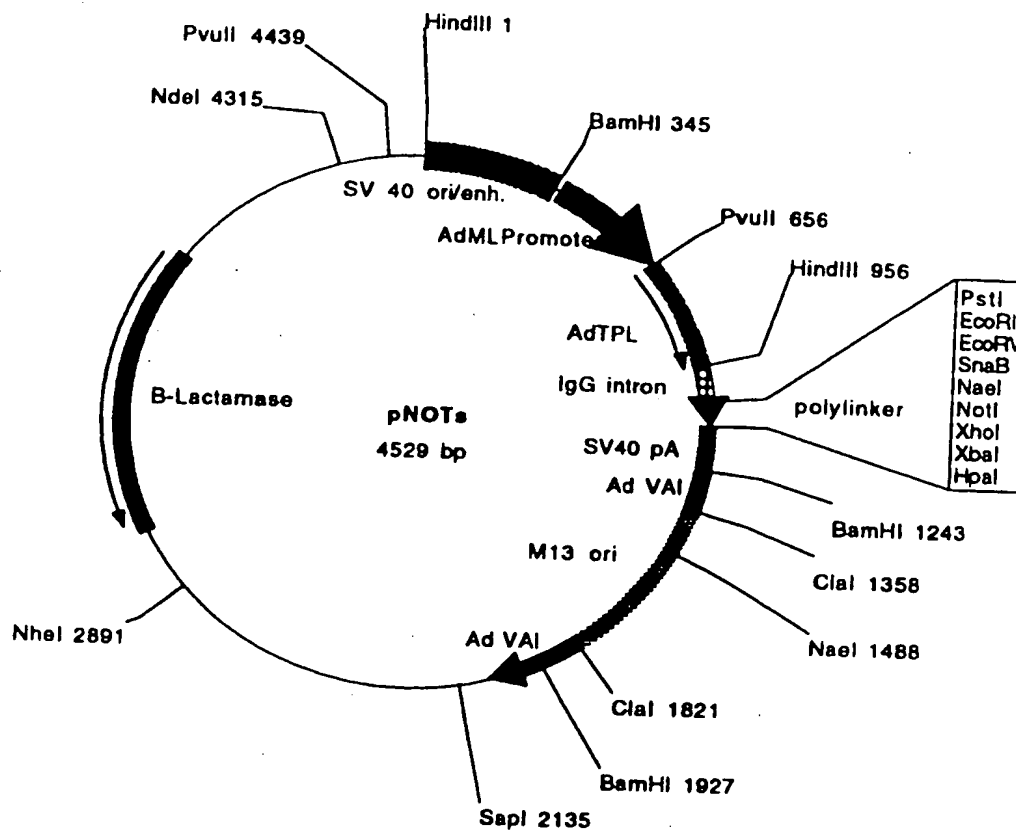 HindIII 1
PvuII 4439
NdeI 4315
BamHI 345
SV 40 ori/enh.
AdMLPromote
PvuII 656
HindIII 956
AdTPL
IgG intron
PstI
EcoRI
EcoRV
SnaB
NaeI
NotI
XhoI
XbaI
HpaI
polylinker
B-Lactamase
pNOTs
4529 bp
SV40 pA
Ad VAI
BamHI 1243
M13 ori
ClaI 1358
NheI 2891
Ad VAI
NaeI 1488
ClaI 1821
BamHI 1927
SapI 2135